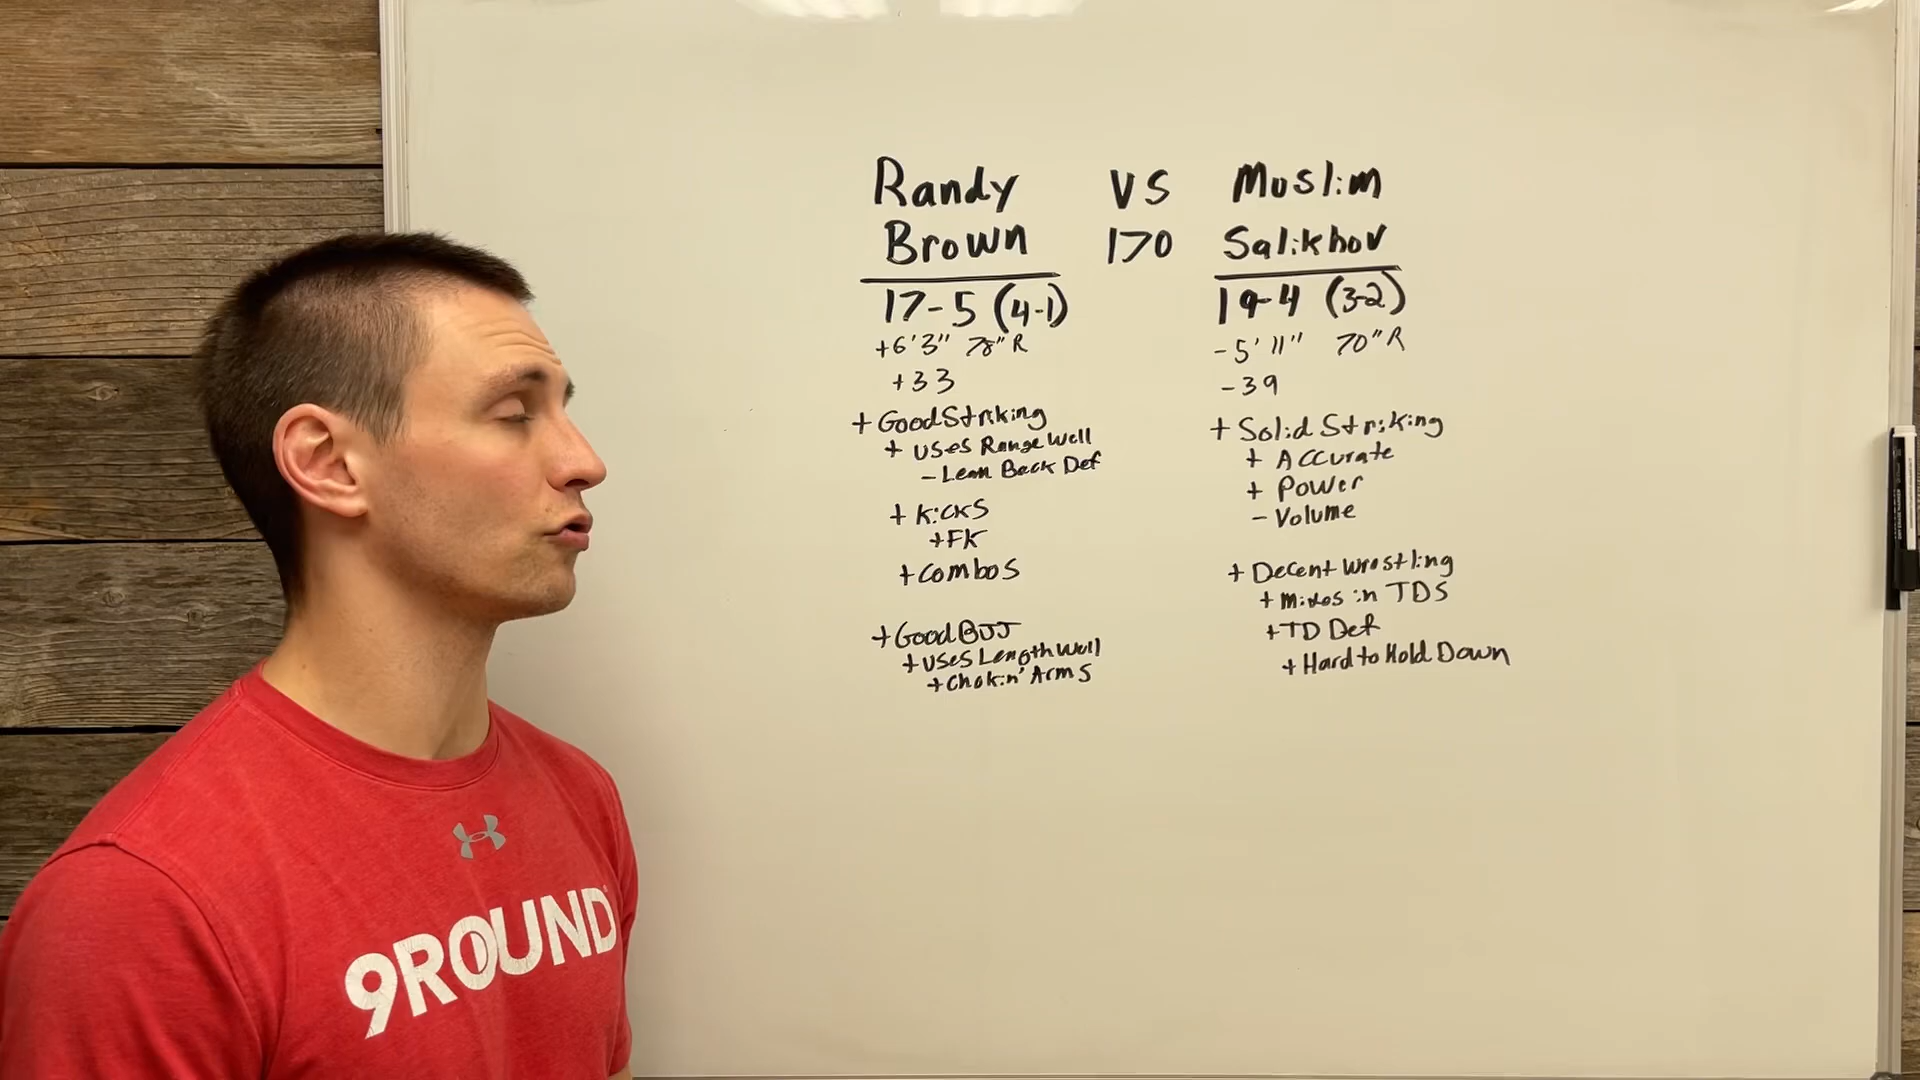 Randy
Brown
17-5 (4-1)
+6'3" 78" R
+33
+Good Striking
+ Uses Range Well
- Lean Back Def
+ Kicks
+FK
+Combos
+Good BJJ
+Uses Length Well
+Chokin' Arms
VS
170
Muslim
Salikhov
19-4 (3-2)
-5'11" 70" R
-39
+ Solid Striking
+ Accurate
+ Power
- Volume
+ Decent Wrestling
+ Mixes in TDS
+TD Def
+Hard to Hold Down
9ROUND